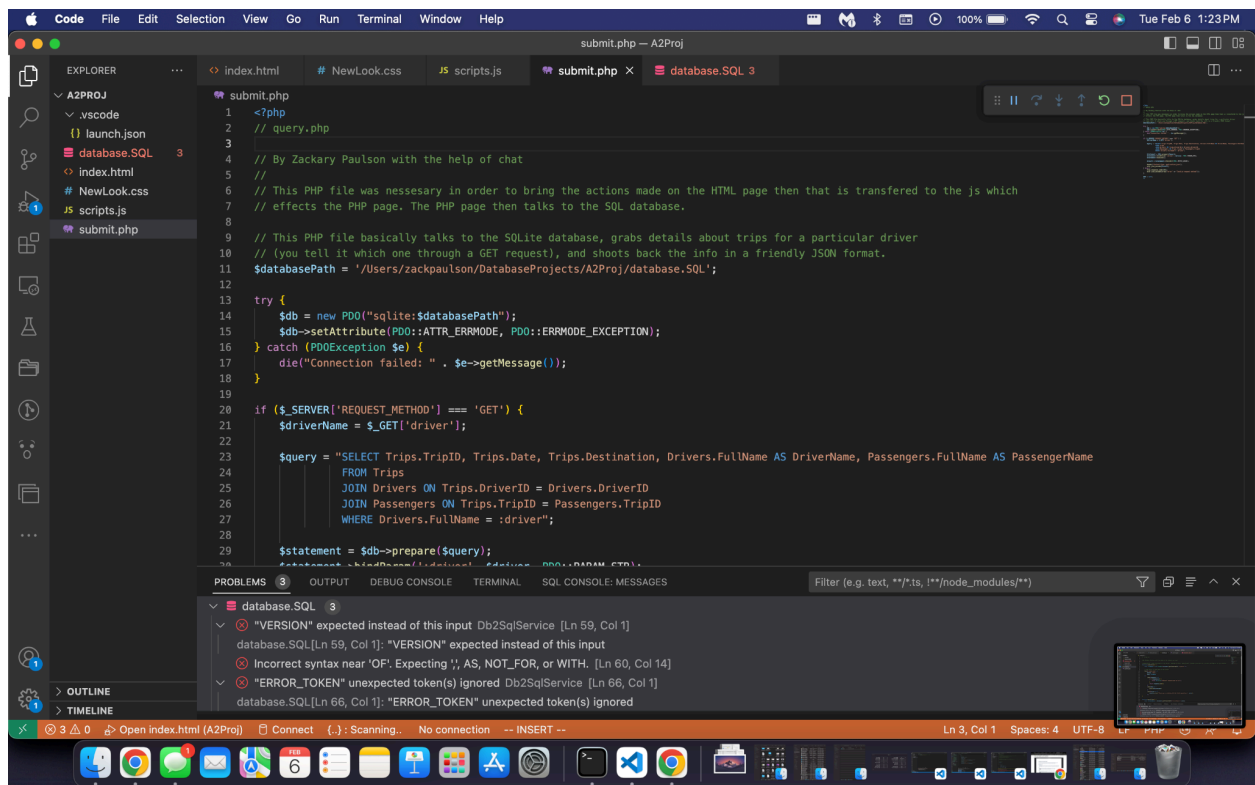 Code File Edit Selection View Go Run Terminal Window Help 100% Tue Feb 6 1:23 PM
submit.php — A2Proj
EXPLORER
index.html
NewLook.css
scripts.js
submit.php
database.SQL 3
A2PROJ
.vscode
launch.json
database.SQL 3
index.html
NewLook.css
scripts.js
submit.php
OUTLINE
TIMELINE
submit.php
1 <?php
2 // query.php
3
4 // By Zackary Paulson with the help of chat
5 //
6 // This PHP file was nessesary in order to bring the actions made on the HTML page then that is transfered to the js which
7 // effects the PHP page. The PHP page then talks to the SQL database.
8
9 // This PHP file basically talks to the SQLite database, grabs details about trips for a particular driver
10 // (you tell it which one through a GET request), and shoots back the info in a friendly JSON format.
11 $databasePath = '/Users/zackpaulson/DatabaseProjects/A2Proj/database.SQL';
12
13 try {
14 $db = new PDO("sqlite:$databasePath");
15 $db->setAttribute(PDO::ATTR_ERRMODE, PDO::ERRMODE_EXCEPTION);
16 } catch (PDOException $e) {
17 die("Connection failed: " . $e->getMessage());
18 }
19
20 if ($_SERVER['REQUEST_METHOD'] === 'GET') {
21 $driverName = $_GET['driver'];
22
23 $query = "SELECT Trips.TripID, Trips.Date, Trips.Destination, Drivers.FullName AS DriverName, Passengers.FullName AS PassengerName
24 FROM Trips
25 JOIN Drivers ON Trips.DriverID = Drivers.DriverID
26 JOIN Passengers ON Trips.TripID = Passengers.TripID
27 WHERE Drivers.FullName = :driver";
28
29 $statement = $db->prepare($query);
PROBLEMS 3 OUTPUT DEBUG CONSOLE TERMINAL SQL CONSOLE: MESSAGES Filter (e.g. text, **/*.ts, !**/node_modules/**)
database.SQL 3
"VERSION" expected instead of this input Db2SqlService [Ln 59, Col 1]
database.SQL[Ln 59, Col 1]: "VERSION" expected instead of this input
Incorrect syntax near 'OF'. Expecting ',', AS, NOT_FOR, or WITH. [Ln 60, Col 14]
"ERROR_TOKEN" unexpected token(s) ignored Db2SqlService [Ln 66, Col 1]
database.SQL[Ln 66, Col 1]: "ERROR_TOKEN" unexpected token(s) ignored
3 0 Open index.html (A2Proj) Connect {..} : Scanning.. No connection -- INSERT -- Ln 3, Col 1 Spaces: 4 UTF-8 LF PHP
FEB
6